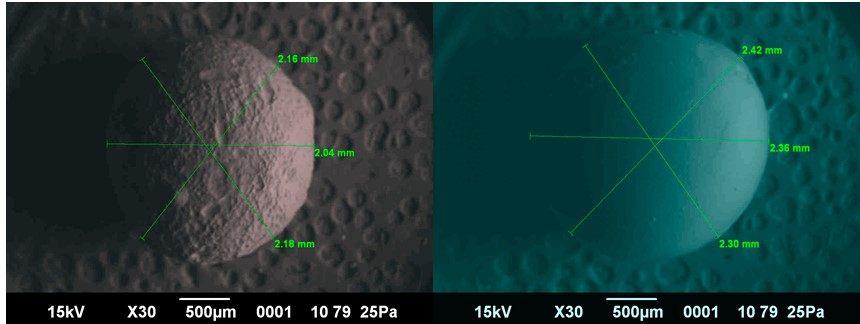 2.16 mm
2.04 mm
2.18 mm
15kV X30 500µm 0001 10 79 25Pa
2.42 mm
2.36 mm
2.30 mm
15kV X30 500µm 0001 10 79 25Pa